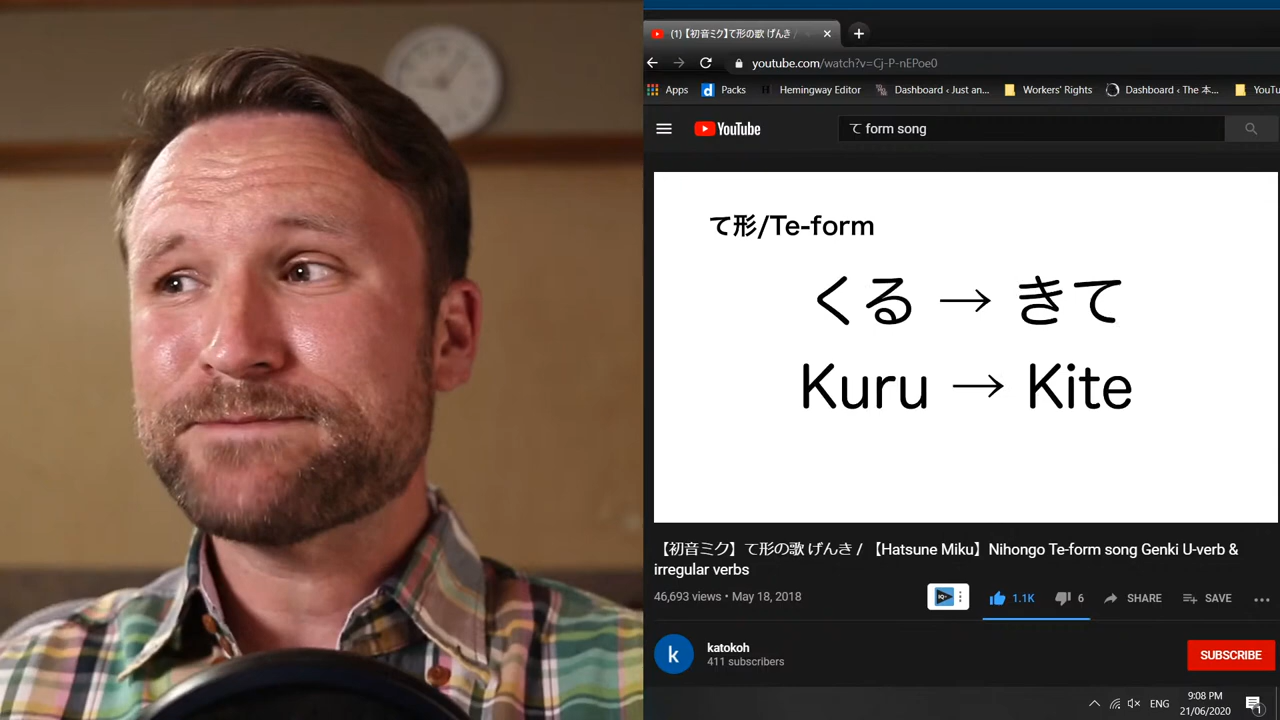 (1)【初音ミク】て形の歌 げんき /
youtube.com/watch?v=Cj-P-nEPoe0
Apps Packs Hemingway Editor Dashboard ‹ Just an... Workers' Rights Dashboard ‹ The 本... YouTu
YouTube
て form song
て形/Te-form
くる → きて
Kuru → Kite
【初音ミク】て形の歌 げんき / 【Hatsune Miku】Nihongo Te-form song Genki U-verb &
irregular verbs
46,693 views • May 18, 2018
1.1K 6 SHARE SAVE
k
katokoh
411 subscribers
SUBSCRIBE
ENG
9:08 PM
21/06/2020
1